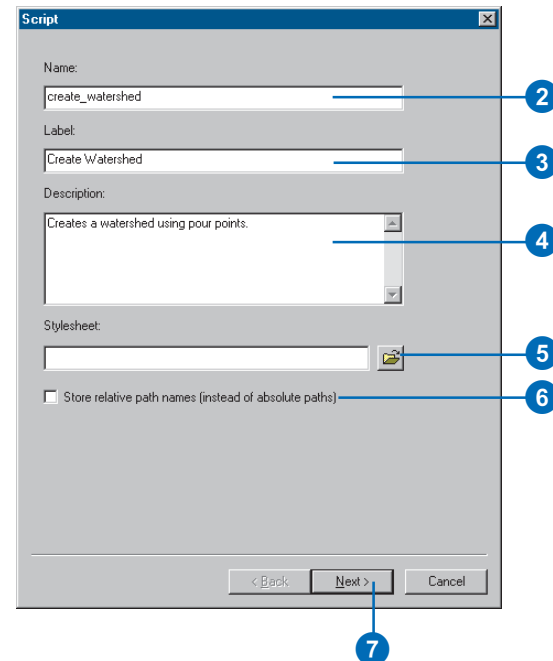 Script
Name:
create_watershed
2
Label:
Create Watershed
3
Description:
Creates a watershed using pour points.
4
Stylesheet:
5
Store relative path names (instead of absolute paths)
6
< Back Next > Cancel
7